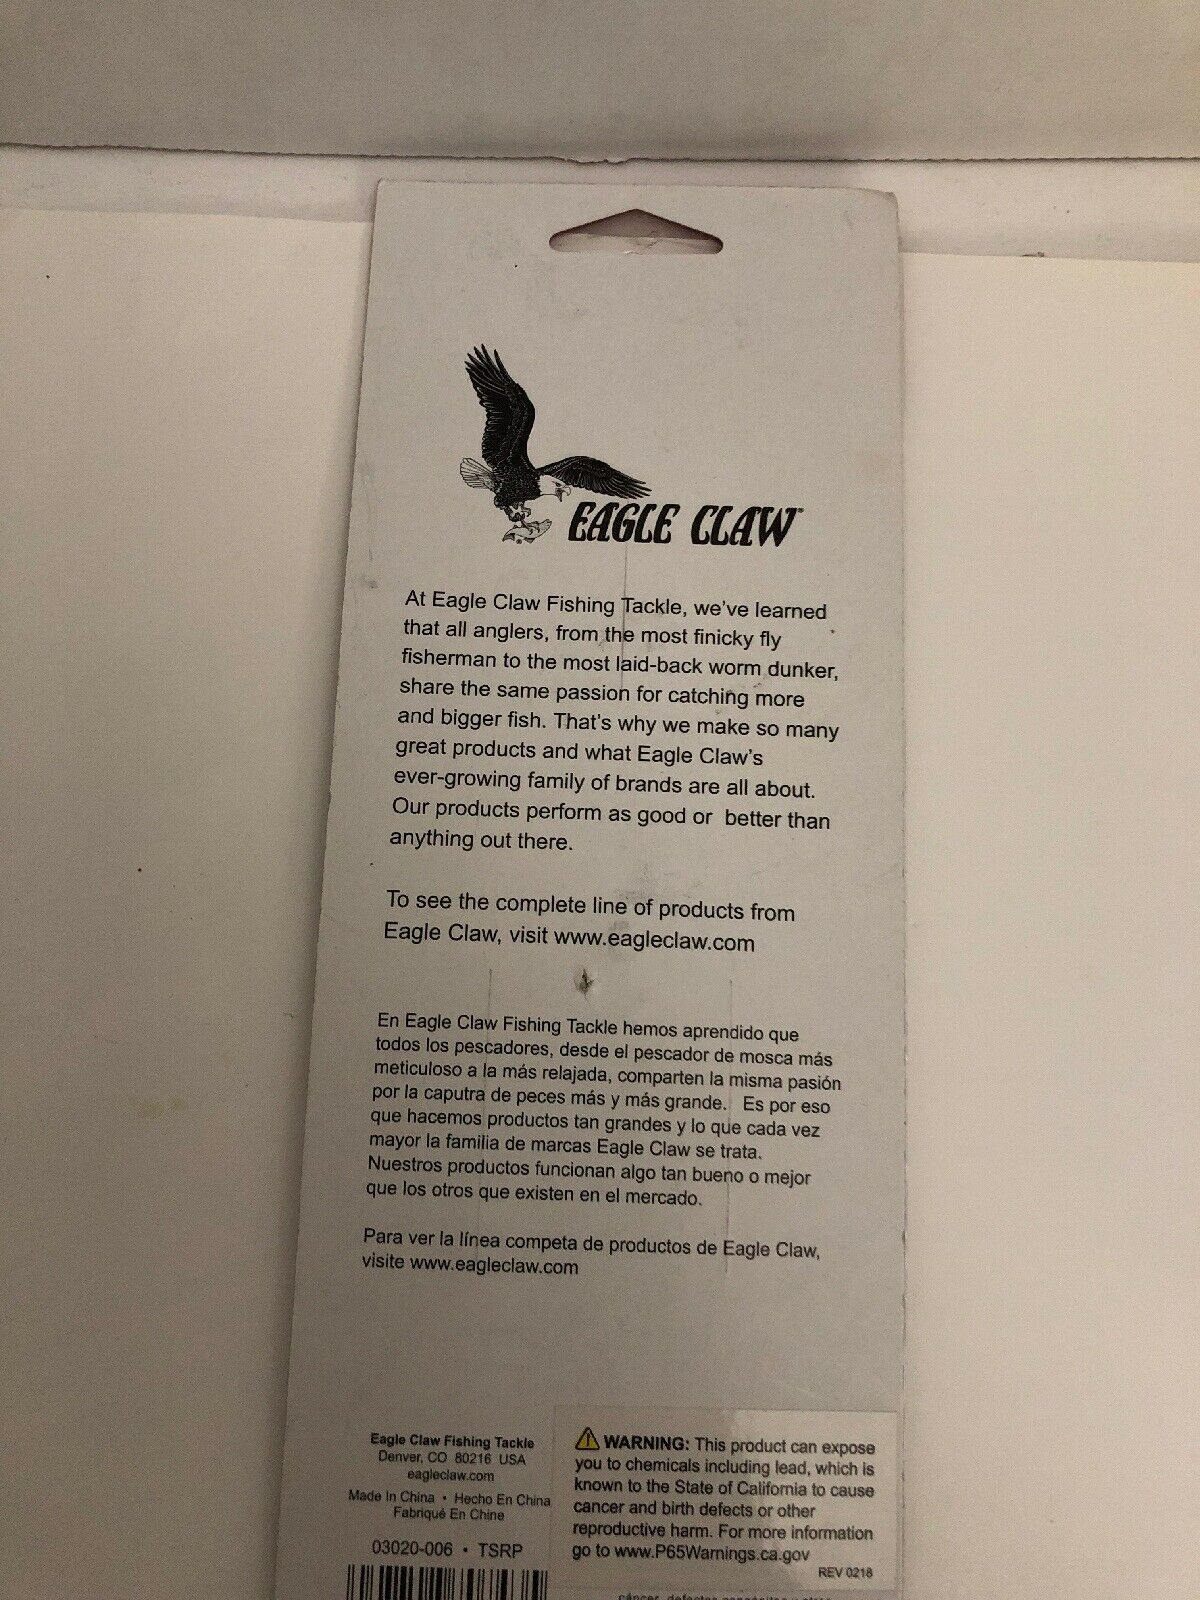 EAGLE CLAW™
At Eagle Claw Fishing Tackle, we've learned
that all anglers, from the most finicky fly
fisherman to the most laid-back worm dunker,
share the same passion for catching more
and bigger fish. That's why we make so many
great products and what Eagle Claw's
ever-growing family of brands are all about.
Our products perform as good or better than
anything out there.
To see the complete line of products from
Eagle Claw, visit www.eagleclaw.com
En Eagle Claw Fishing Tackle hemos aprendido que
todos los pescadores, desde el pescador de mosca más
meticuloso a la más relajada, comparten la misma pasión
por la caputra de peces más y más grande. Es por eso
que hacemos productos tan grandes y lo que cada vez
mayor la familia de marcas Eagle Claw se trata.
Nuestros productos funcionan algo tan bueno o mejor
que los otros que existen en el mercado.
Para ver la línea competa de productos de Eagle Claw,
visite www.eagleclaw.com
Eagle Claw Fishing Tackle
Denver, CO 80216 USA
eagleclaw.com
Made In China • Hecho En China
Fabriqué En Chine
03020-006 • TSRP
WARNING: This product can expose
you to chemicals including lead, which is
known to the State of California to cause
cancer and birth defects or other
reproductive harm. For more information
go to www.P65Warnings.ca.gov
REV 0218